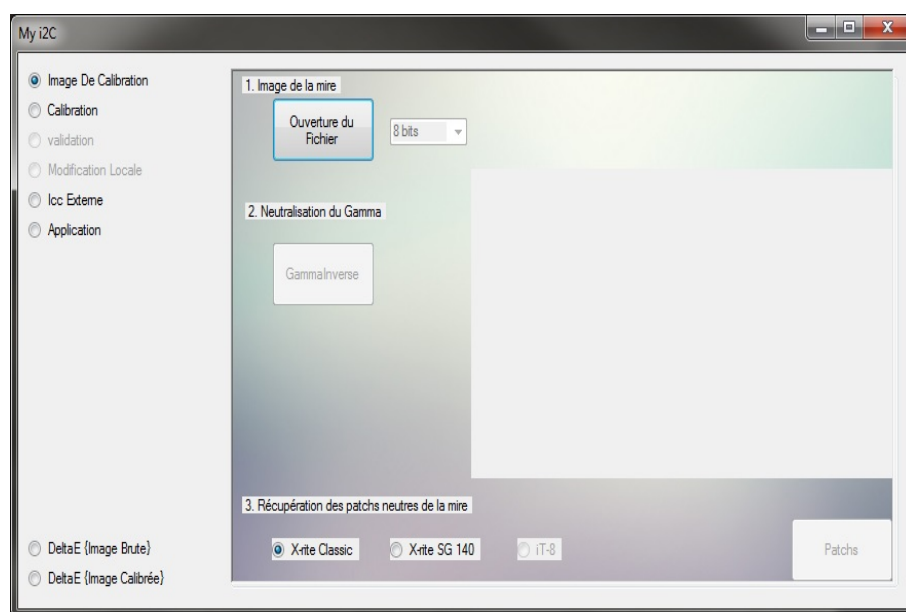 My i2C
Image De Calibration
Calibration
validation
Modification Locale
Icc Externe
Application
DeltaE {Image Brute}
DeltaE {Image Calibrée}
1. Image de la mire
Ouverture du
Fichier
8 bits
2. Neutralisation du Gamma
GammaInverse
3. Récupération des patchs neutres de la mire
X-rite Classic
X-rite SG 140
iT-8
Patchs